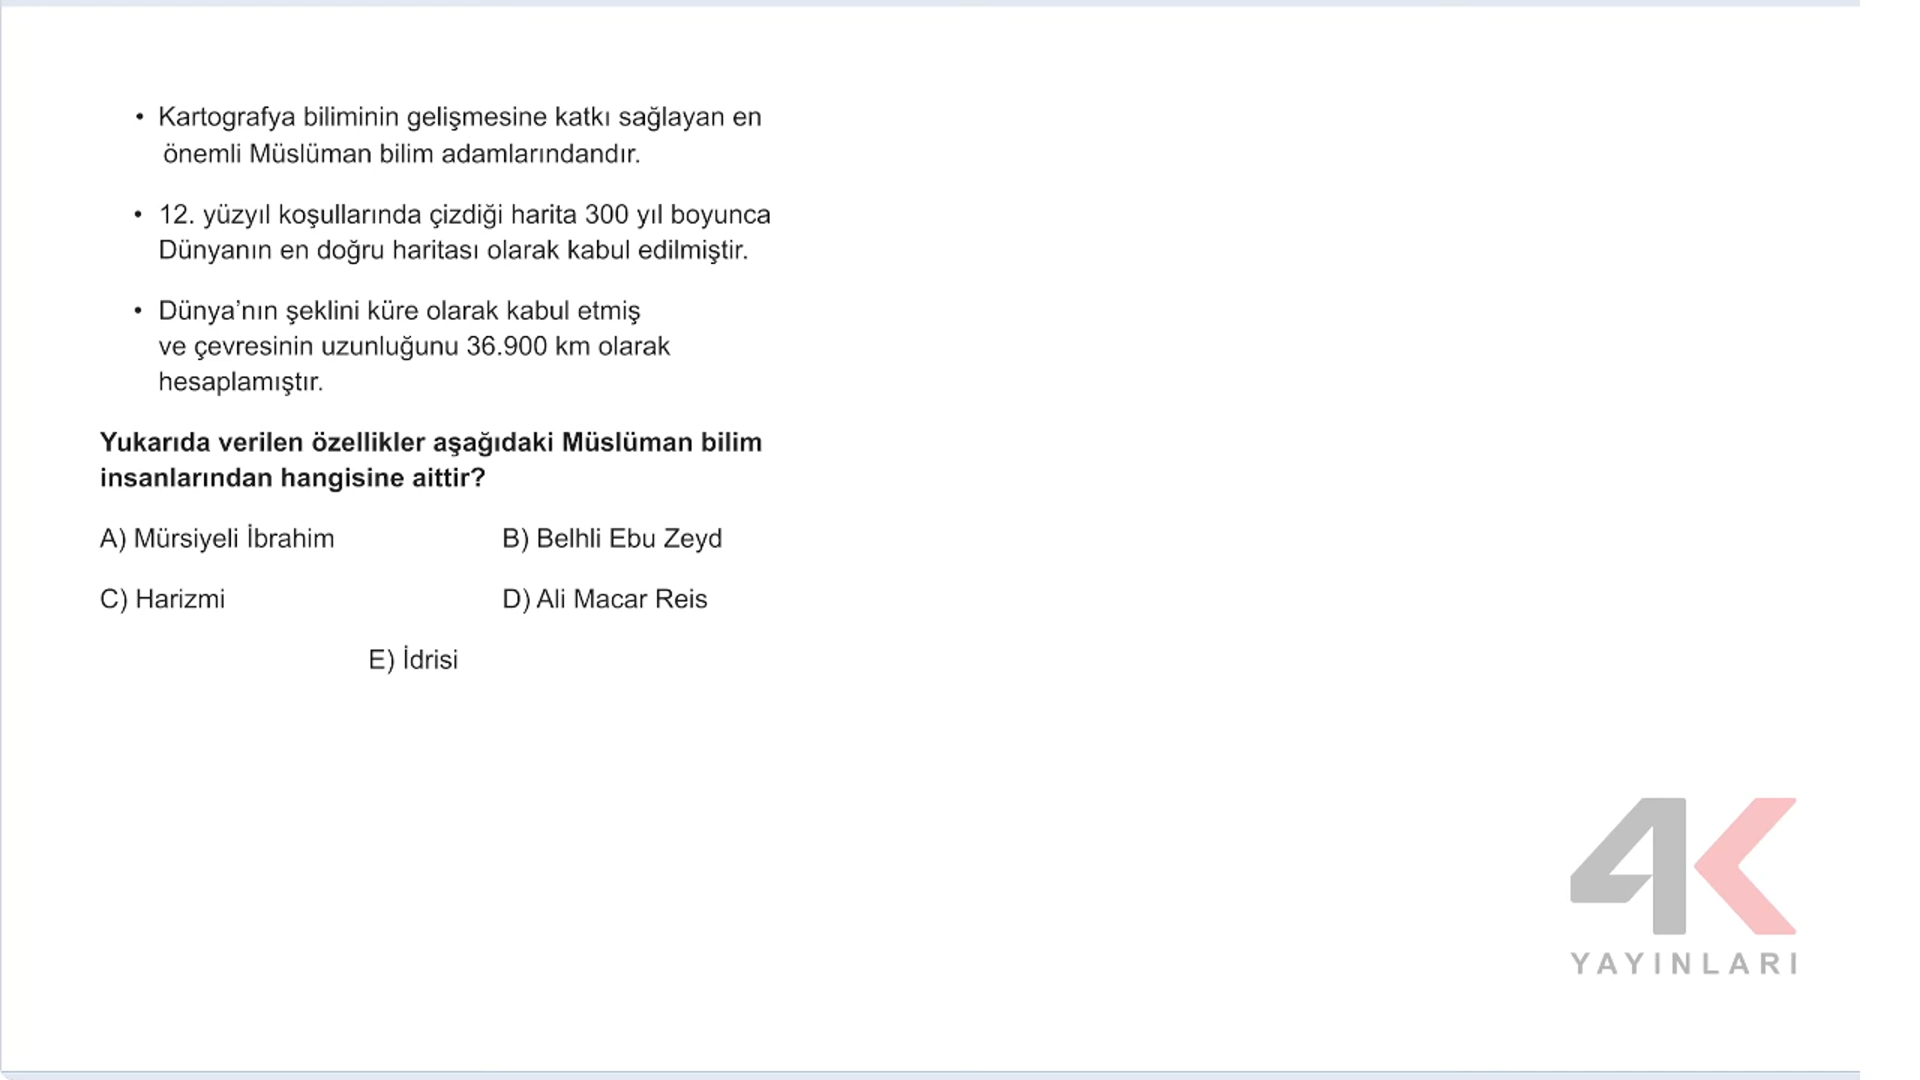 • Kartografya biliminin gelişmesine katkı sağlayan en
önemli Müslüman bilim adamlarındandır.
• 12. yüzyıl koşullarında çizdiği harita 300 yıl boyunca
Dünyanın en doğru haritası olarak kabul edilmiştir.
• Dünya’nın şeklini küre olarak kabul etmiş
ve çevresinin uzunluğunu 36.900 km olarak
hesaplamıştır.
Yukarıda verilen özellikler aşağıdaki Müslüman bilim
insanlarından hangisine aittir?
A) Mürsiyeli İbrahim B) Belhli Ebu Zeyd
C) Harizmi D) Ali Macar Reis
E) İdrisi
4K
YAYINLARI